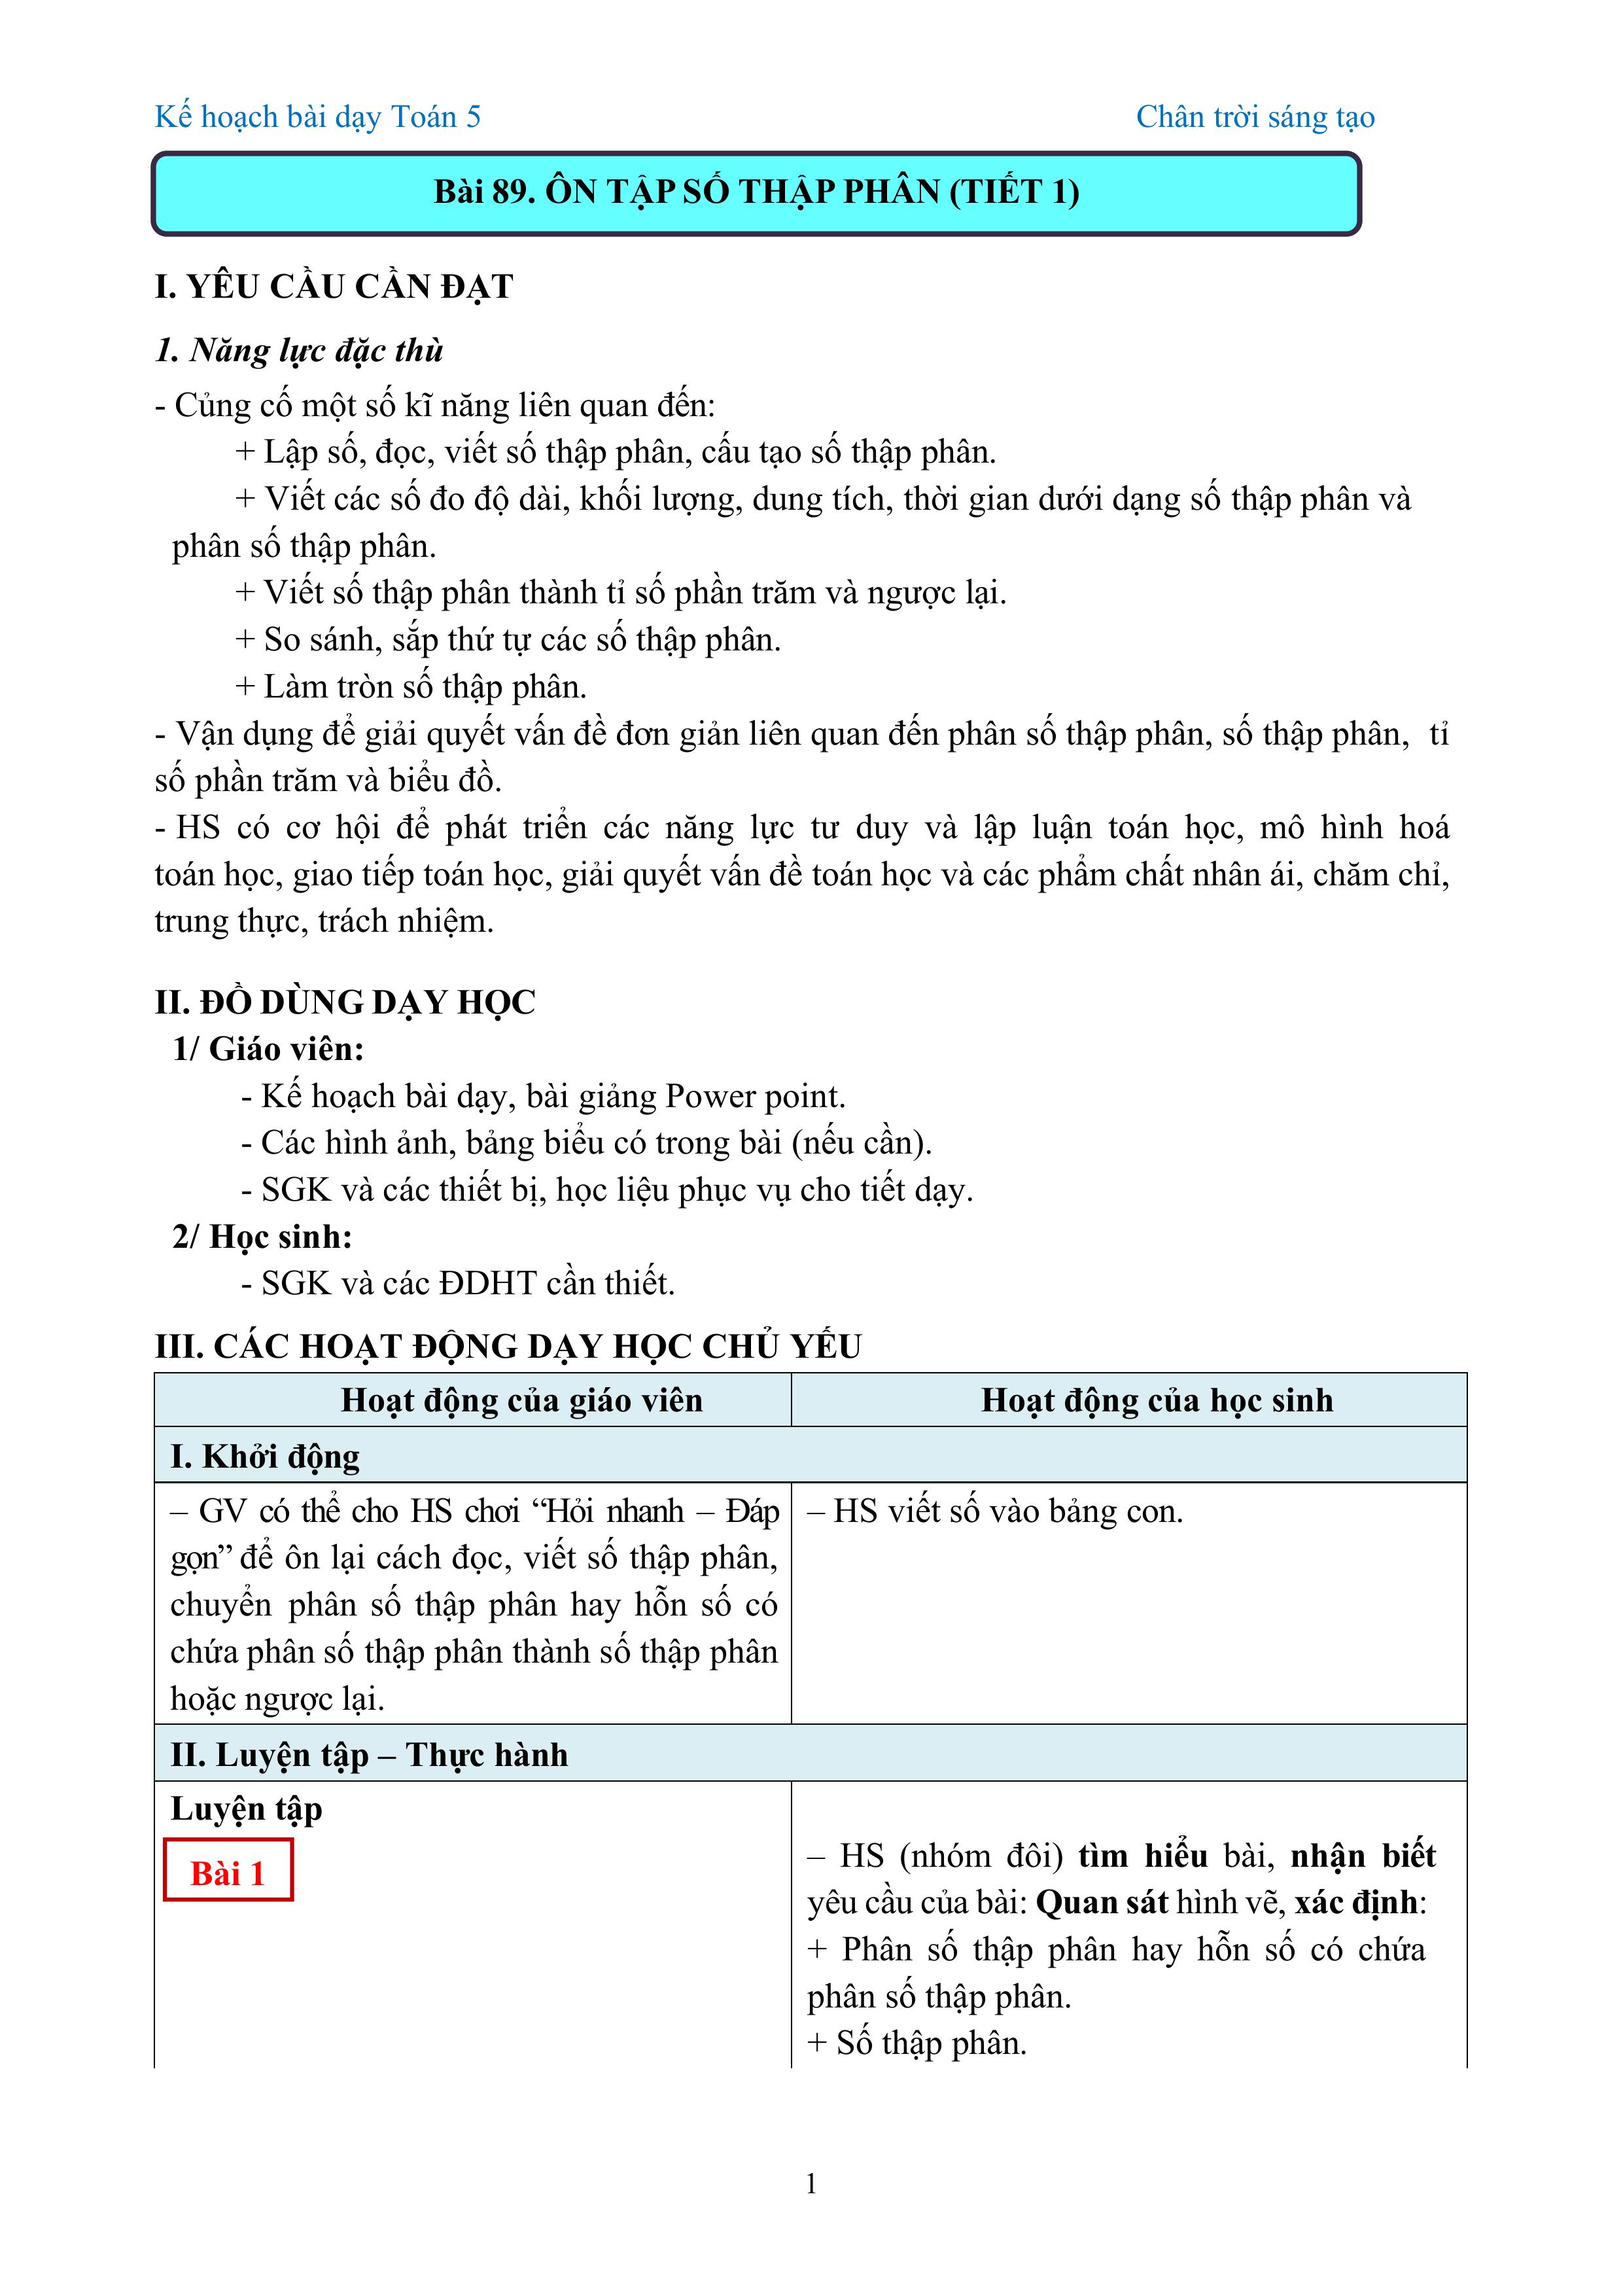 Kế hoạch bài dạy Toán 5 Chân trời sáng tạo
Bài 89. ÔN TẬP SỐ THẬP PHÂN (TIẾT 1)
I. YÊU CẦU CẦN ĐẠT
1. Năng lực đặc thù
- Củng cố một số kĩ năng liên quan đến:
+ Lập số, đọc, viết số thập phân, cấu tạo số thập phân.
+ Viết các số đo độ dài, khối lượng, dung tích, thời gian dưới dạng số thập phân và
phân số thập phân.
+ Viết số thập phân thành tỉ số phần trăm và ngược lại.
+ So sánh, sắp thứ tự các số thập phân.
+ Làm tròn số thập phân.
- Vận dụng để giải quyết vấn đề đơn giản liên quan đến phân số thập phân, số thập phân, tỉ
số phần trăm và biểu đồ.
- HS có cơ hội để phát triển các năng lực tư duy và lập luận toán học, mô hình hoá
toán học, giao tiếp toán học, giải quyết vấn đề toán học và các phẩm chất nhân ái, chăm chỉ,
trung thực, trách nhiệm.
II. ĐỒ DÙNG DẠY HỌC
1/ Giáo viên:
- Kế hoạch bài dạy, bài giảng Power point.
- Các hình ảnh, bảng biểu có trong bài (nếu cần).
- SGK và các thiết bị, học liệu phục vụ cho tiết dạy.
2/ Học sinh:
- SGK và các ĐDHT cần thiết.
III. CÁC HOẠT ĐỘNG DẠY HỌC CHỦ YẾU
Hoạt động của giáo viên Hoạt động của học sinh
I. Khởi động
– GV có thể cho HS chơi “Hỏi nhanh – Đáp
gọn” để ôn lại cách đọc, viết số thập phân,
chuyển phân số thập phân hay hỗn số có
chứa phân số thập phân thành số thập phân
hoặc ngược lại.
– HS viết số vào bảng con.
II. Luyện tập – Thực hành
Luyện tập
Bài 1
– HS (nhóm đôi) tìm hiểu bài, nhận biết
yêu cầu của bài: Quan sát hình vẽ, xác định:
+ Phân số thập phân hay hỗn số có chứa
phân số thập phân.
+ Số thập phân.
1